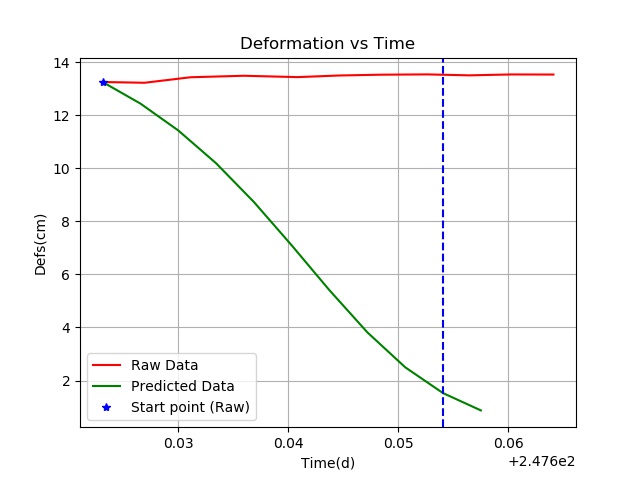 Deformation vs Time
Defs(cm)
14
12
10
8
6
4
2
Raw Data
Predicted Data
Start point (Raw)
0.03 0.04 0.05 0.06
Time(d)
+2.476e2